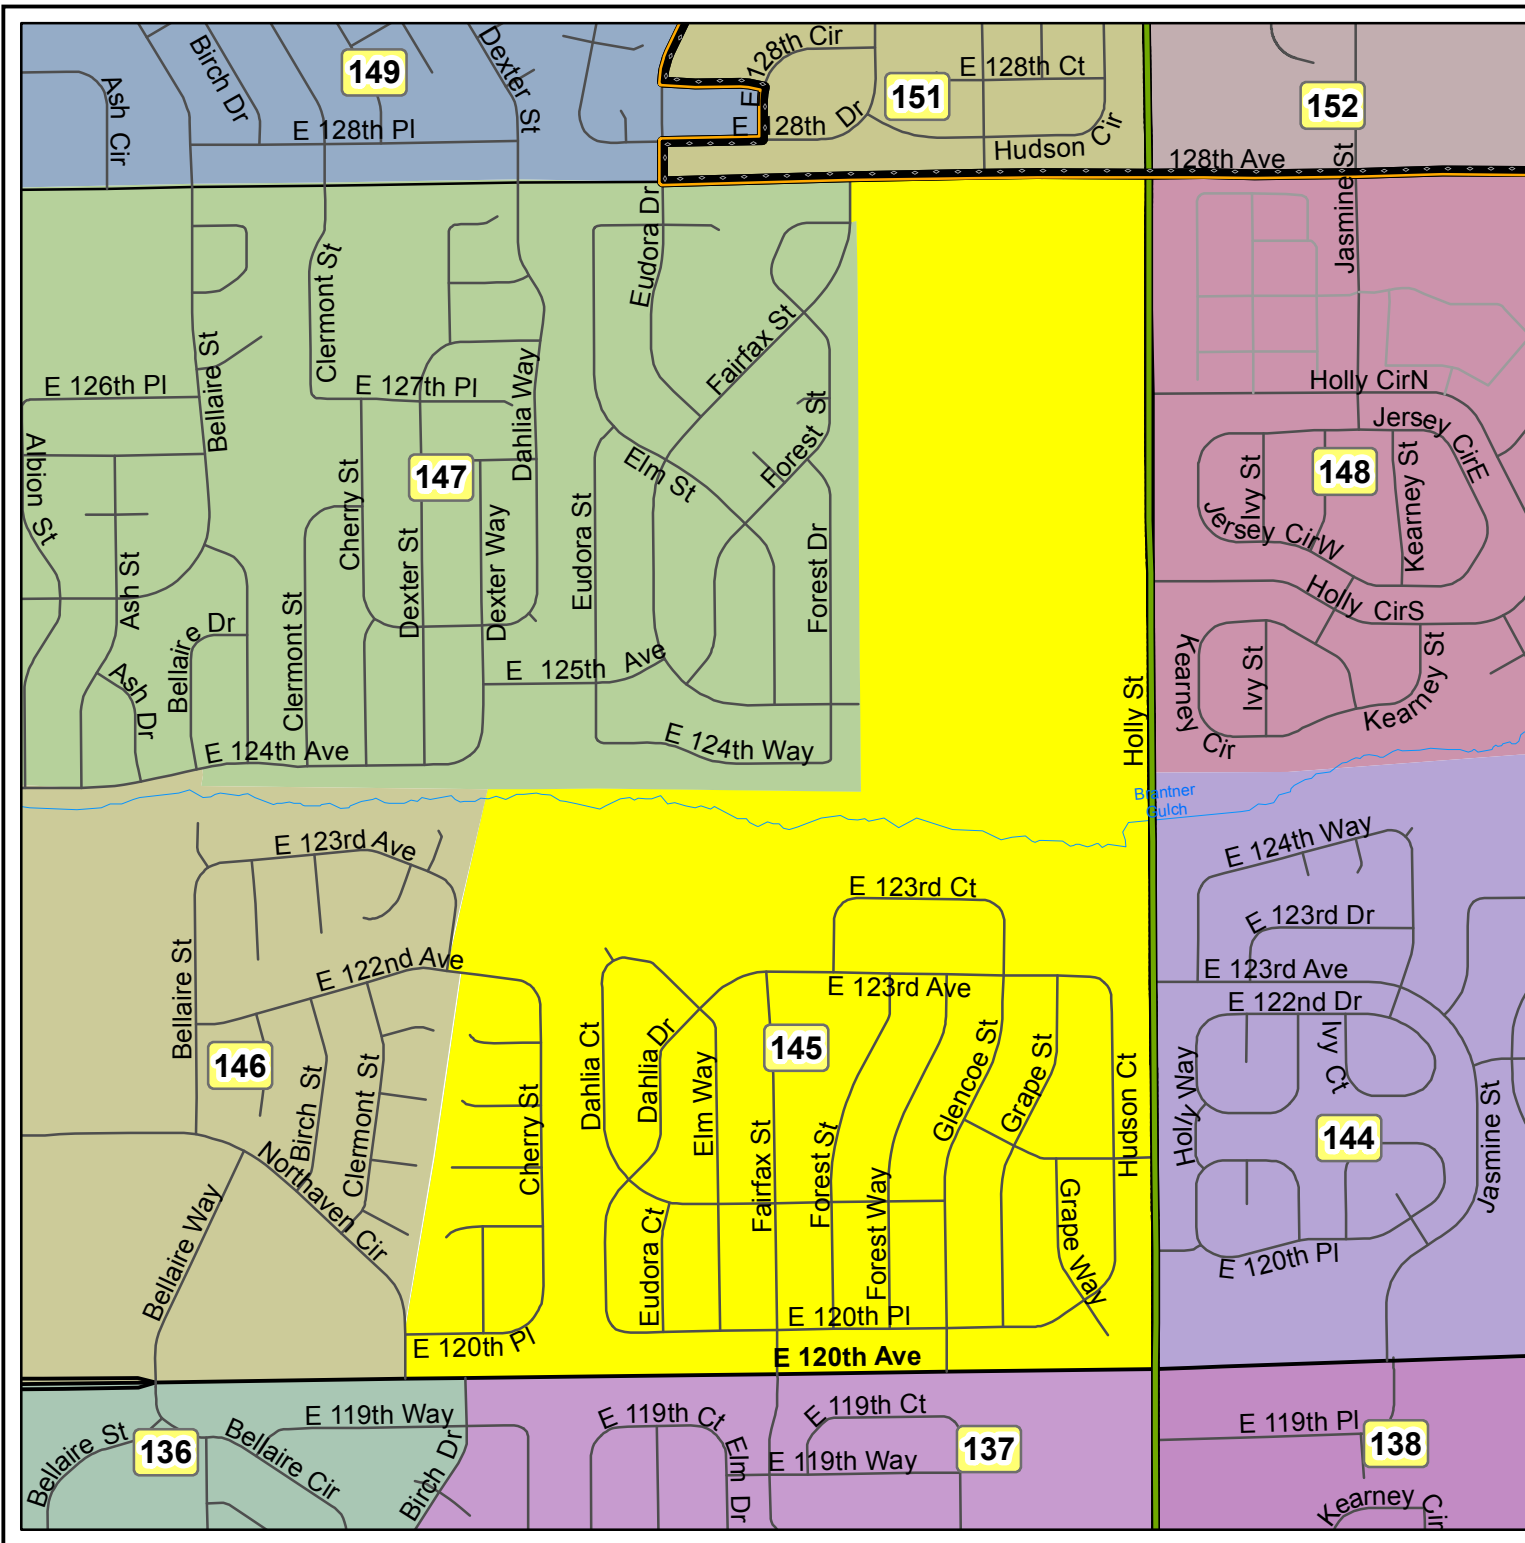 149
Birch Dr
Dexter St
Ash Cir
E 128th Pl
E 128th Cir
E 128th Dr
151
E 128th Ct
Hudson Cir
152
128th Ave
Jasmine St
Eudora Dr
Clermont St
Fairfax St
Bellaire St
E 126th Pl
E 127th Pl
Dahlia Way
Forest St
Albion St
147
Cherry St
Elm St
Ash St
Dexter St
Dexter Way
Eudora St
Forest Dr
Bellaire Dr
Clermont St
Ash Dr
E 125th Ave
E 124th Ave
E 124th Way
Holly St
Holly CirN
Jersey CirE
148
Ivy St
Kearney St
Jersey CirW
Holly CirS
Kearney Cir
Ivy St
Kearney St
Brantner
Gulch
E 123rd Ave
E 122nd Ave
Bellaire St
146
Birch St
Clermont St
Northaven Cir
Bellaire Way
Cherry St
E 120th Pl
E 123rd Ct
E 123rd Ave
Dahlia Ct
Dahlia Dr
Elm Way
145
Glencoe St
Grape St
Hudson Ct
Fairfax St
Forest St
Forest Way
Eudora Ct
Grape Way
E 120th Pl
E 120th Ave
E 124th Way
E 123rd Dr
E 123rd Ave
E 122nd Dr
Ivy Ct
Holly Way
144
Jasmine St
E 120th Pl
Bellaire St
136
Bellaire Cir
E 119th Way
Birch Dr
E 119th Ct
Elm Dr
E 119th Ct
E 119th Way
137
E 119th Pl
138
Kearney Cir